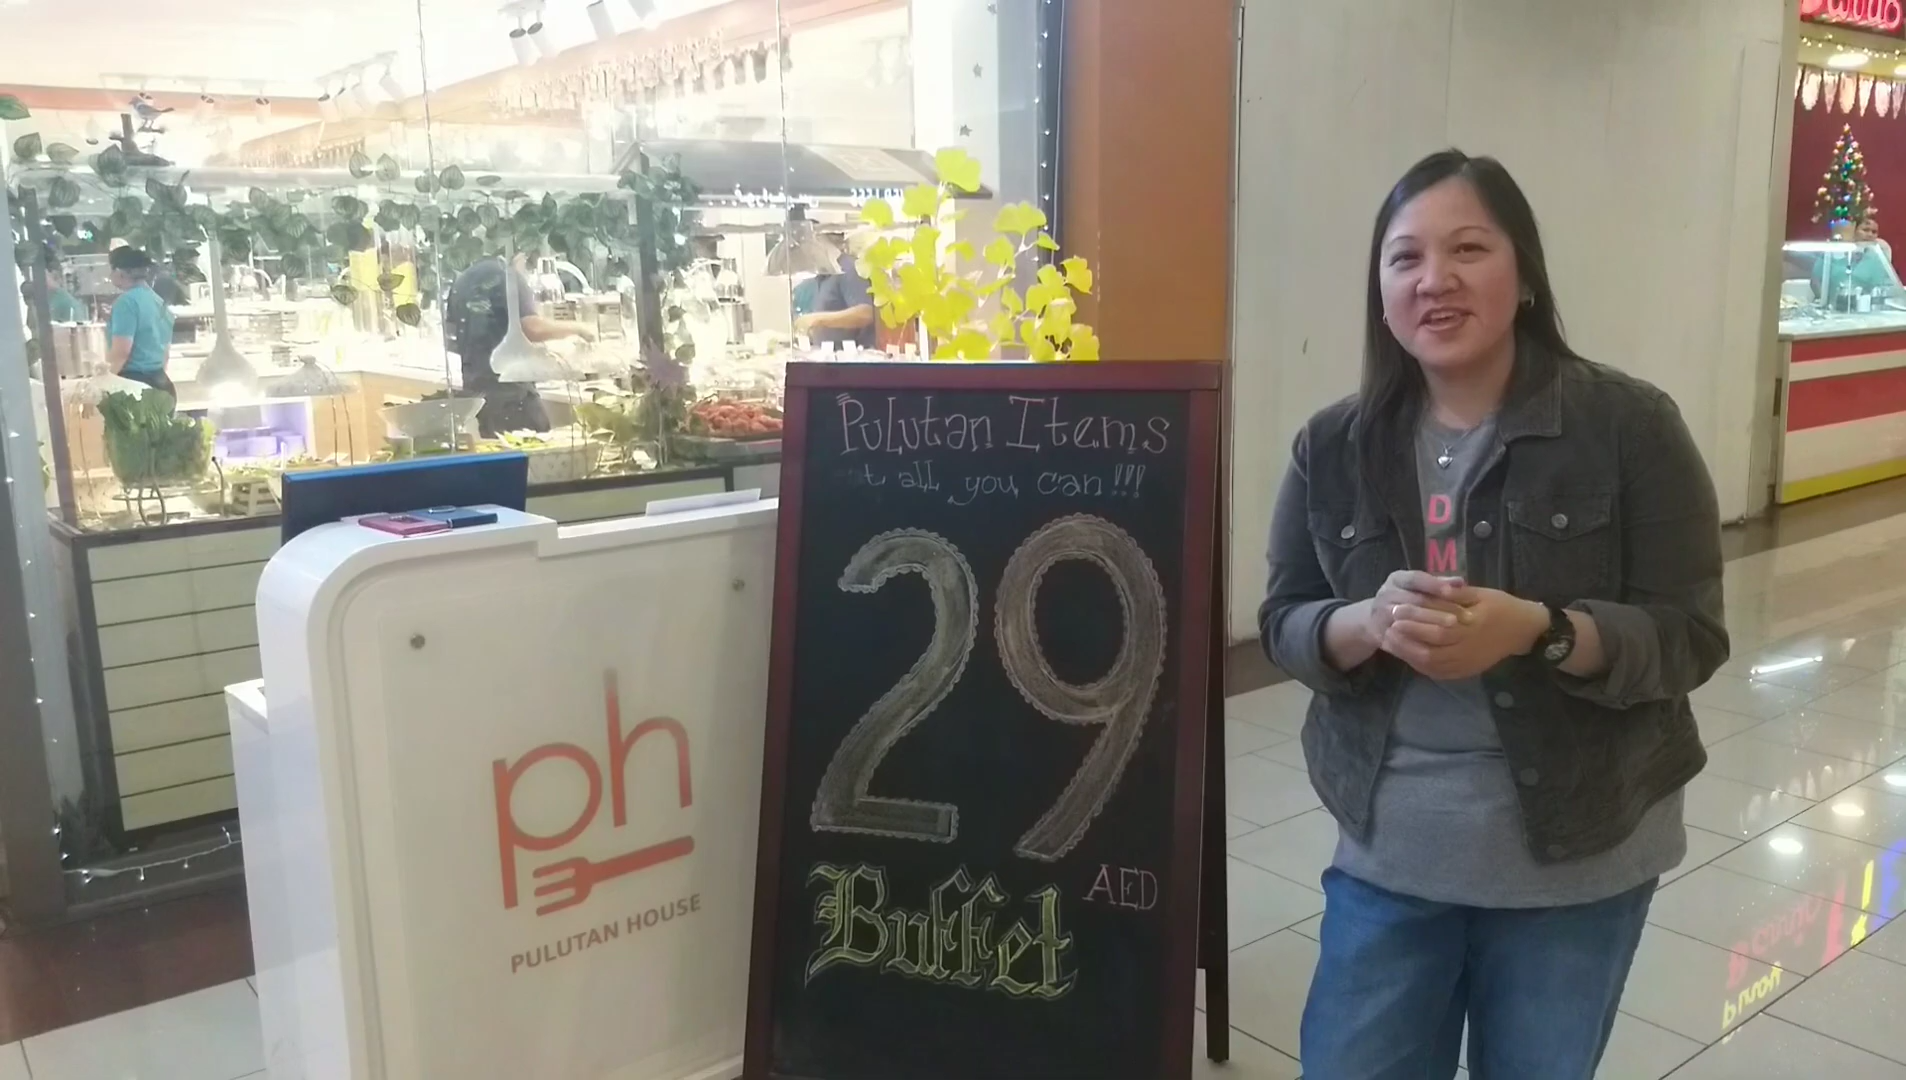 Pulutan Items
t all you can!!!
29
AED
Buffet
ph
PULUTAN HOUSE
D
M